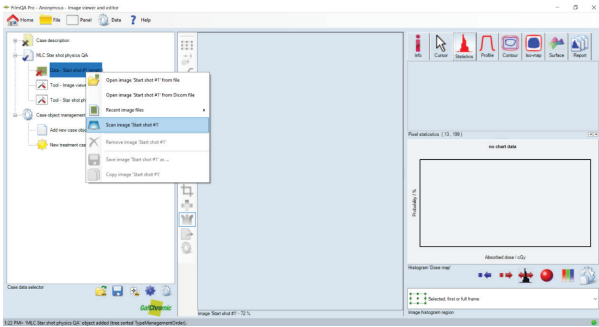 FilmQA Pro - Anonymous - Image viewer and editor
Home File Panel Data ? Help
Case description
MLC Star shot physics QA
Data - Start shot #1
Tool - Image view
Tool - Star shot ph
Case object management
Add new case obj
New treatment cas
Open image 'Start shot #1' from file
Open image 'Start shot #1' from Dicom file
Recent image files
Scan image 'Start shot #1'
Remove image 'Start shot #1'
Save image 'Start shot #1' as ...
Copy image 'Start shot #1'
Case data selector
GafChromic
Image 'Start shot #1' - 72 %
Info Cursor Statistics Profile Contour Iso-map Surface Report
Pixel statistics ( 13, 199 )
no chart data
Probability / %
Absorbed dose / cGy
Histogram 'Dose map'
Selected, first or full frame
Image histogram region
1:22 PM> 'MLC Star shot physics QA' object added (tree sorted TypeManagementOrder).